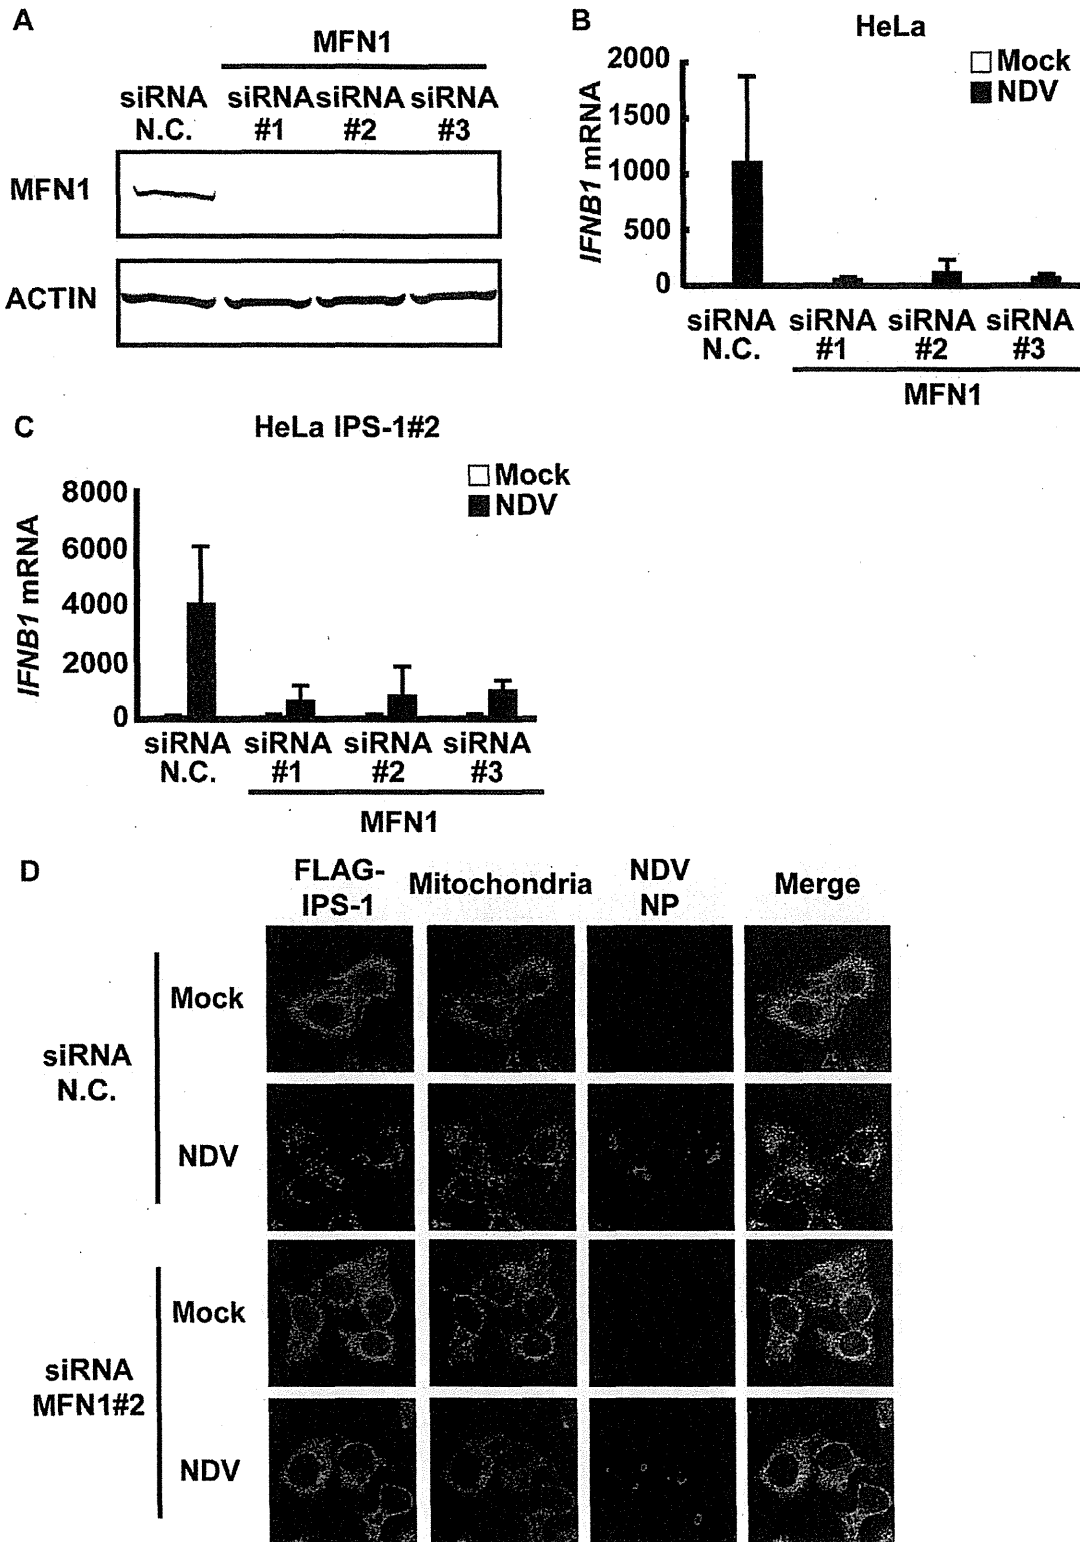 A
MFN1
siRNA siRNA siRNA siRNA
N.C. #1 #2 #3
MFN1
ACTIN
B
HeLa
Mock
NDV
IFNB1 mRNA
2000
1500
1000
500
0
siRNA siRNA siRNA siRNA
N.C. #1 #2 #3
MFN1
C
HeLa IPS-1#2
Mock
NDV
IFNB1 mRNA
8000
6000
4000
2000
0
siRNA siRNA siRNA siRNA
N.C. #1 #2 #3
MFN1
D
FLAG-
IPS-1
Mitochondria
NDV
NP
Merge
siRNA
N.C.
Mock
NDV
siRNA
MFN1#2
Mock
NDV